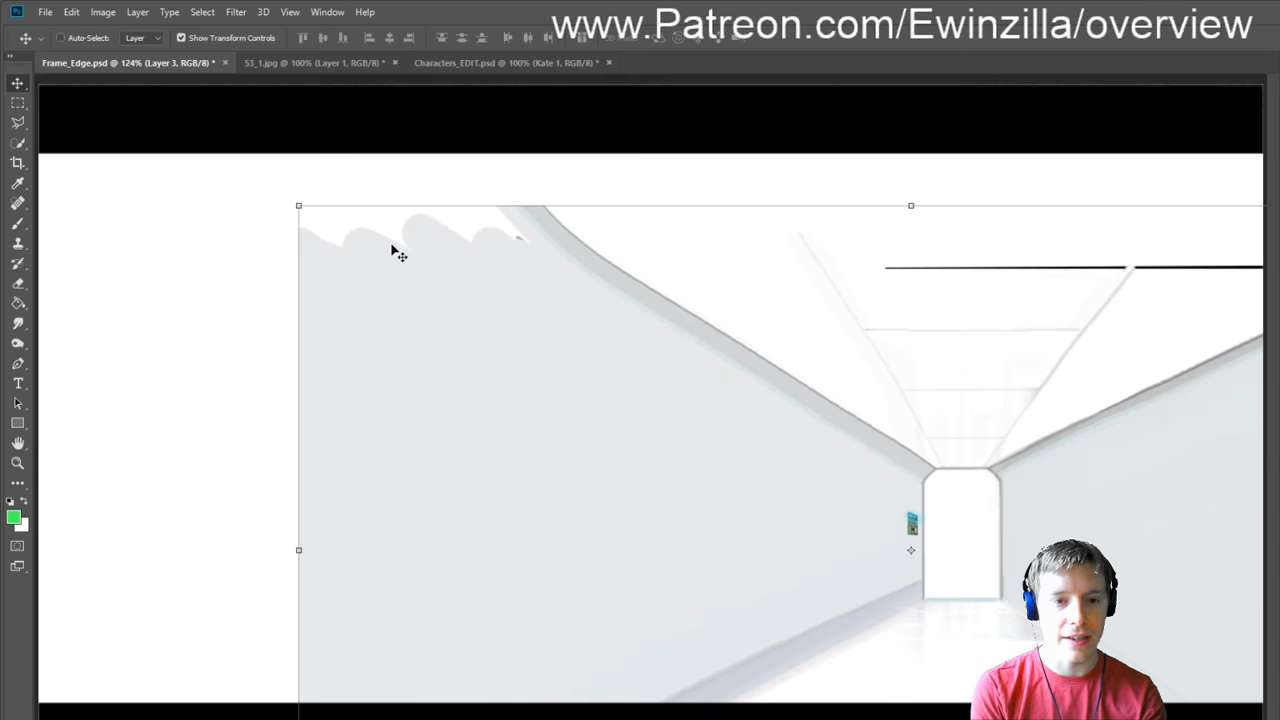 www.Patreon.com/Ewinzilla/overview
Ps File Edit Image Layer Type Select Filter 3D View Window Help
Auto-Select: Layer Show Transform Controls
Frame_Edge.psd @ 124% (Layer 3, RGB/8) * 53_1.jpg @ 100% (Layer 1, RGB/8) * Characters_EDIT.psd @ 100% (Kate 1, RGB/8) *